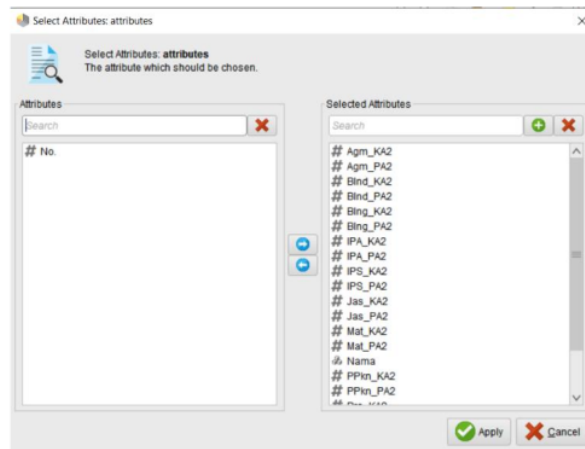 Select Attributes: attributes
Select Attributes: attributes
The attribute which should be chosen.
Attributes
Search
# No.
Selected Attributes
Search
# Agm_KA2
# Agm_PA2
# BInd_KA2
# BInd_PA2
# BIng_KA2
# BIng_PA2
# IPA_KA2
# IPA_PA2
# IPS_KA2
# IPS_PA2
# Jas_KA2
# Jas_PA2
# Mat_KA2
# Mat_PA2
Nama
# PPkn_KA2
# PPkn_PA2
Apply
Cancel